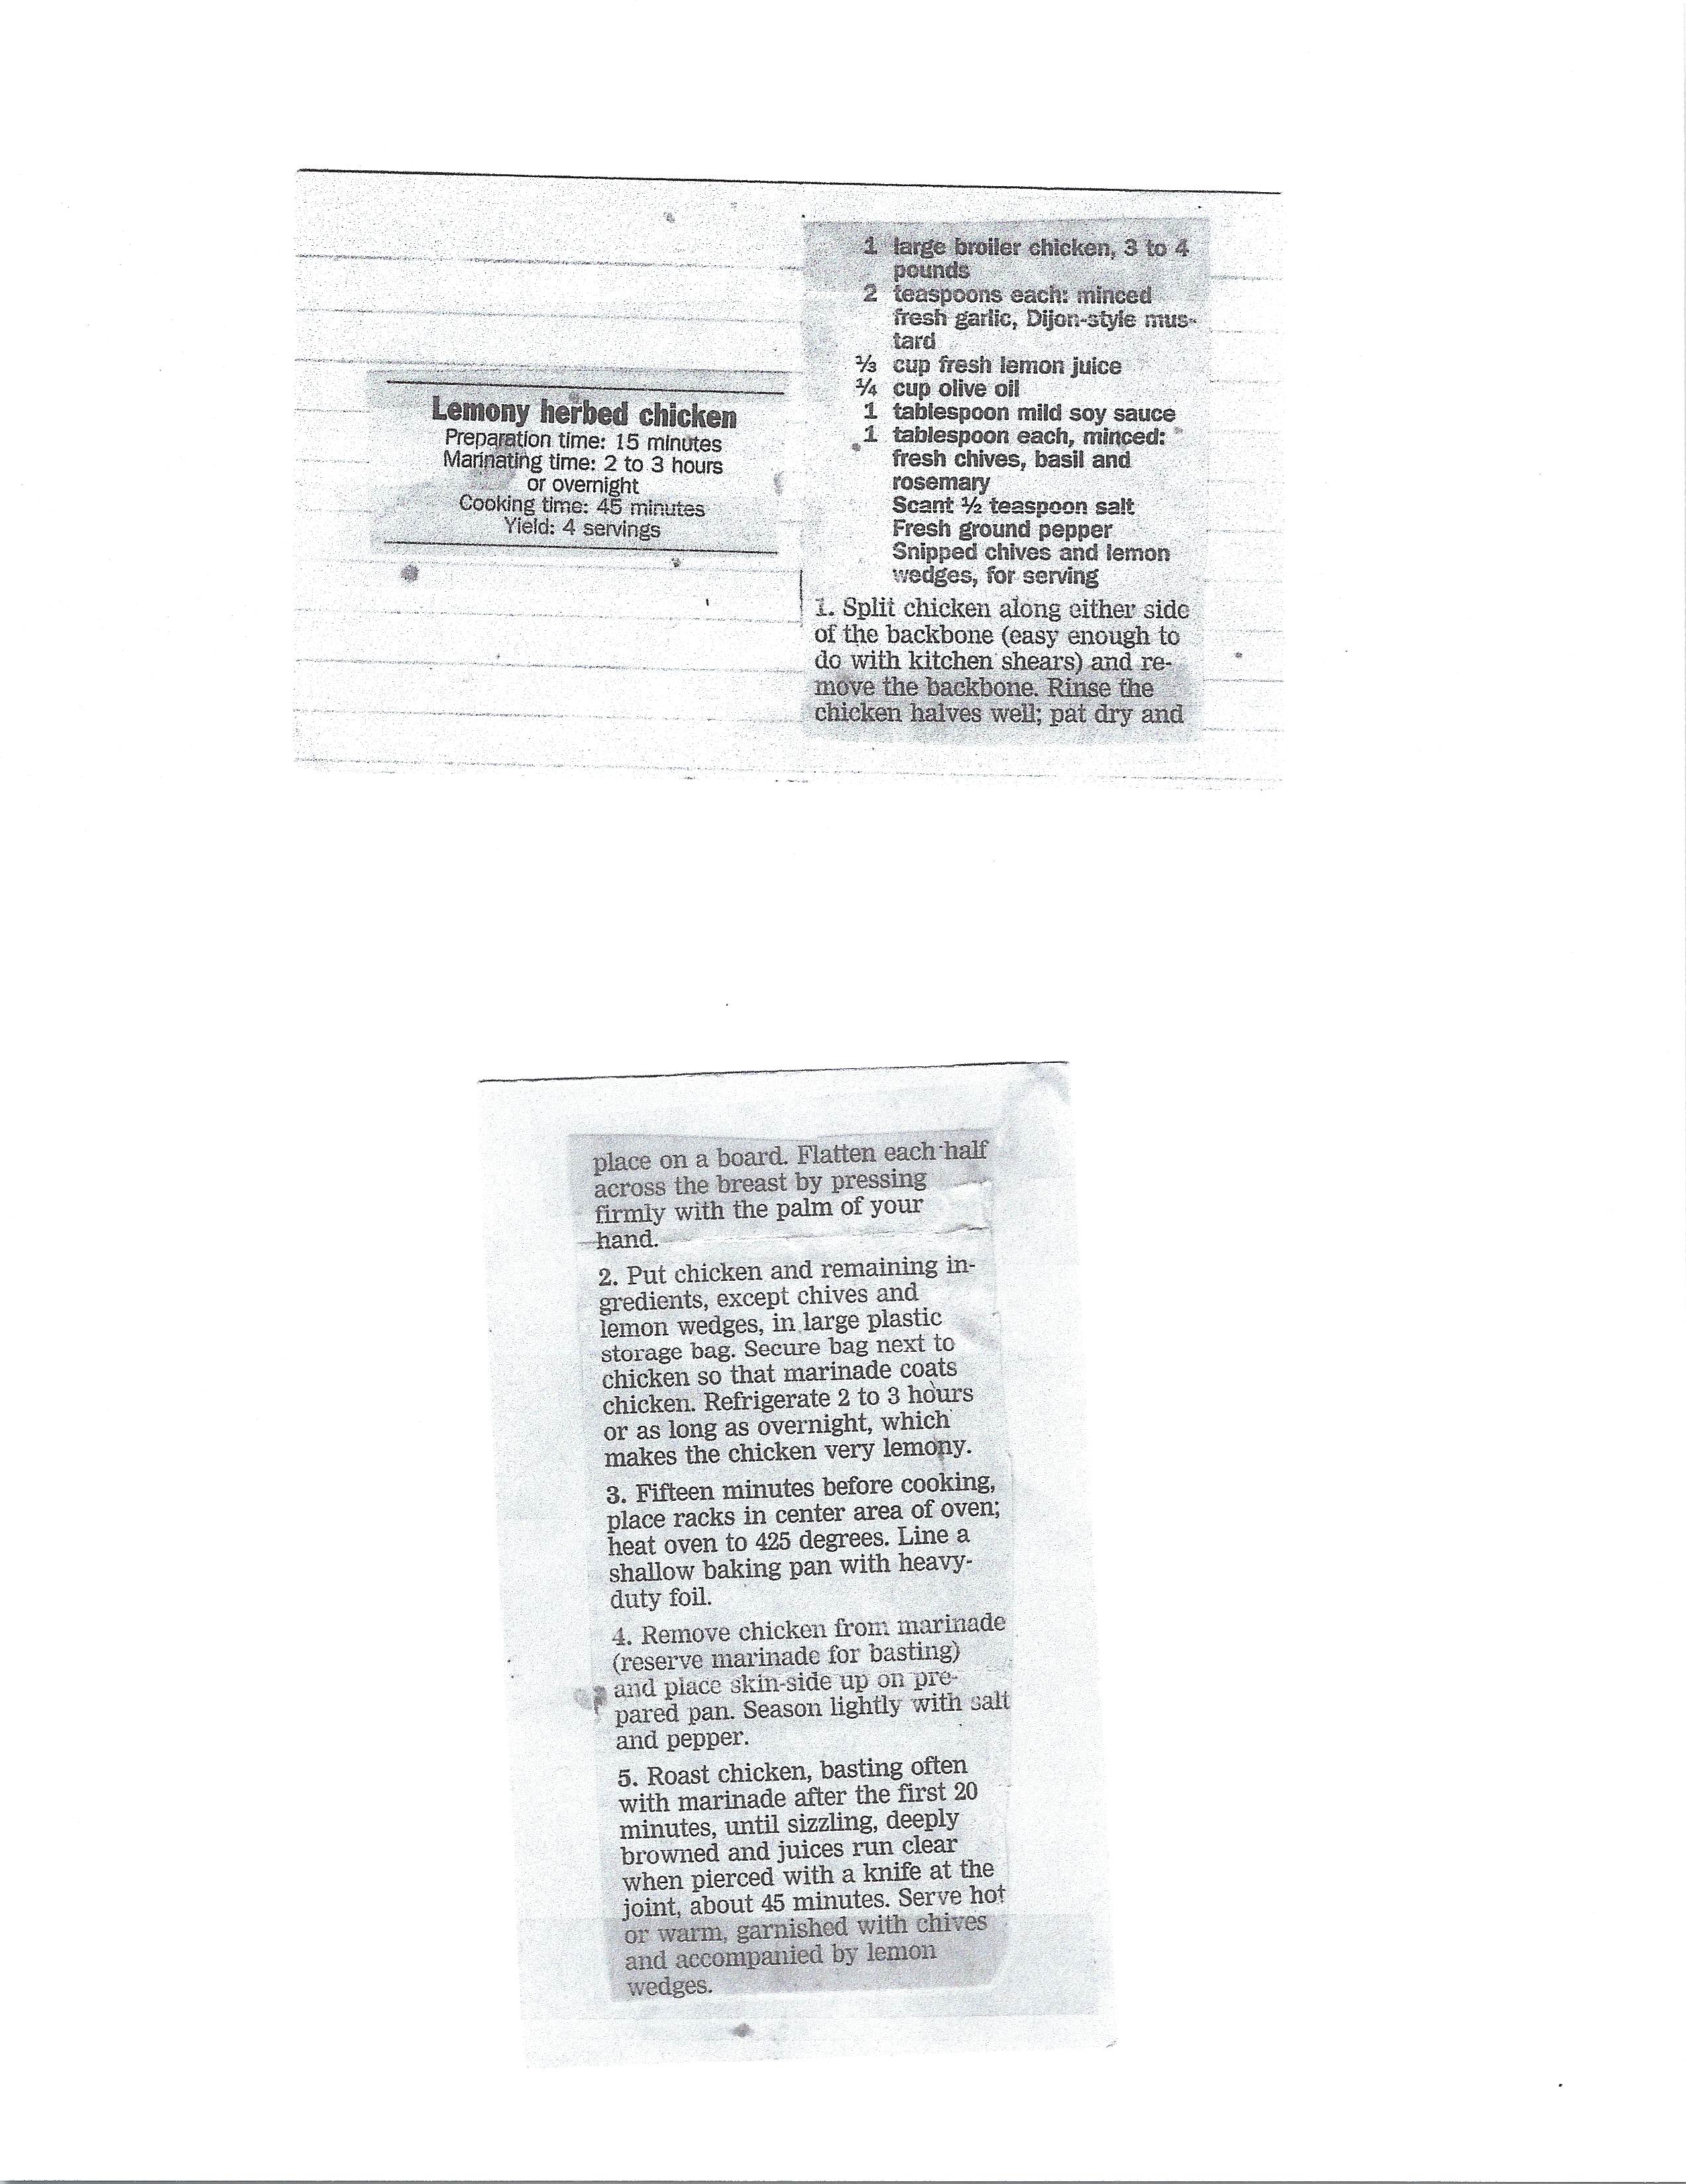 Lemony herbed chicken
Preparation time: 15 minutes
Marinating time: 2 to 3 hours
or overnight
Cooking time: 45 minutes
Yield: 4 servings
1 large broiler chicken, 3 to 4
pounds
2 teaspoons each: minced
fresh garlic, Dijon-style mus-
tard
⅓ cup fresh lemon juice
¼ cup olive oil
1 tablespoon mild soy sauce
1 tablespoon each, minced:
fresh chives, basil and
rosemary
Scant ½ teaspoon salt
Fresh ground pepper
Snipped chives and lemon
wedges, for serving
1. Split chicken along either side
of the backbone (easy enough to
do with kitchen shears) and re-
move the backbone. Rinse the
chicken halves well; pat dry and
place on a board. Flatten each half
across the breast by pressing
firmly with the palm of your
hand.
2. Put chicken and remaining in-
gredients, except chives and
lemon wedges, in large plastic
storage bag. Secure bag next to
chicken so that marinade coats
chicken. Refrigerate 2 to 3 hours
or as long as overnight, which
makes the chicken very lemony.
3. Fifteen minutes before cooking,
place racks in center area of oven;
heat oven to 425 degrees. Line a
shallow baking pan with heavy-
duty foil.
4. Remove chicken from marinade
(reserve marinade for basting)
and place skin-side up on pre-
pared pan. Season lightly with salt
and pepper.
5. Roast chicken, basting often
with marinade after the first 20
minutes, until sizzling, deeply
browned and juices run clear
when pierced with a knife at the
joint, about 45 minutes. Serve hot
or warm, garnished with chives
and accompanied by lemon
wedges.